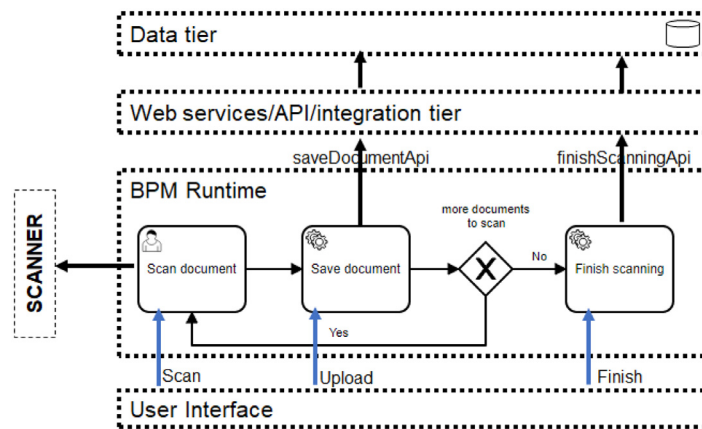 Data tier
Web services/API/integration tier
saveDocumentApi
finishScanningApi
BPM Runtime
more documents
to scan
SCANNER
Scan document
Save document
X
No
Finish scanning
Yes
Scan
Upload
Finish
User Interface